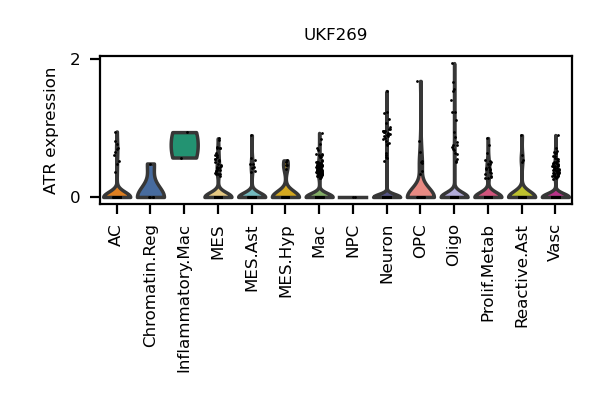 UKF269
2
0
ATR expression
AC
Chromatin.Reg
Inflammatory.Mac
MES
MES.Ast
MES.Hyp
Mac
NPC
Neuron
OPC
Oligo
Prolif.Metab
Reactive.Ast
Vasc